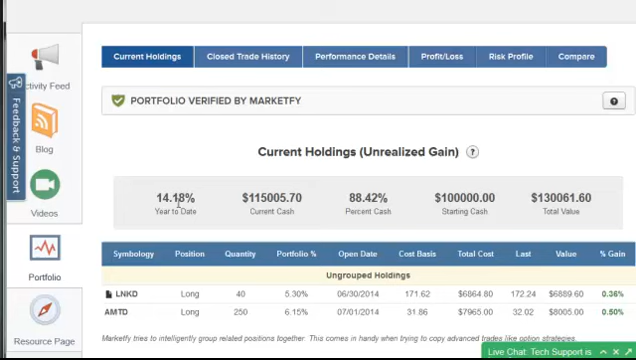 Current Holdings
Closed Trade History
Performance Details
Profit/Loss
Risk Profile
Compare
ctivity Feed
Feedback & Support
Blog
Videos
Portfolio
Resource Page
PORTFOLIO VERIFIED BY MARKETFY
?
Current Holdings (Unrealized Gain) ?
14.18% $115005.70 88.42% $100000.00 $130061.60
Year to Date Current Cash Percent Cash Starting Cash Total Value
Symbology Position Quantity Portfolio % Open Date Cost Basis Total Cost Last Value % Gain
Ungrouped Holdings
LNKD Long 40 5.30% 06/30/2014 171.62 $6864.80 172.24 $6889.60 0.36%
AMTD Long 250 6.15% 07/01/2014 31.86 $7965.00 32.02 $8005.00 0.50%
Marketfy tries to intelligently group related positions together. This comes in handy when trying to copy advanced trades like option strategies.
Live Chat: Tech Support is